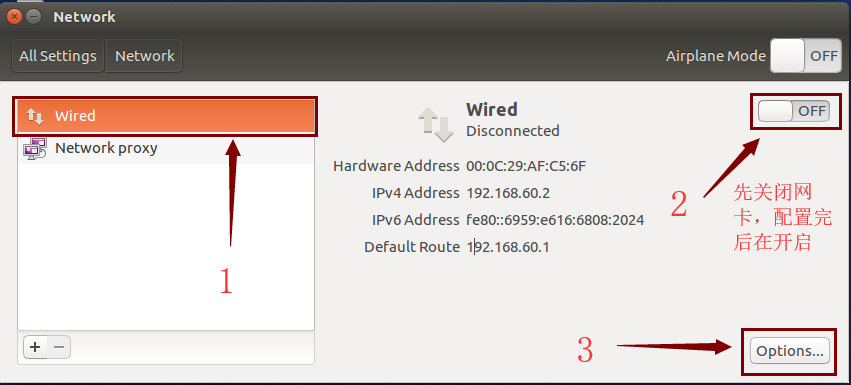 Network
All Settings
Network
Airplane Mode
OFF
Wired
Network proxy
Wired
Disconnected
OFF
Hardware Address 00:0C:29:AF:C5:6F
IPv4 Address 192.168.60.2
IPv6 Address fe80::6959:e616:6808:2024
Default Route 192.168.60.1
1
2
先关闭网
卡，配置完
后在开启
3
Options...